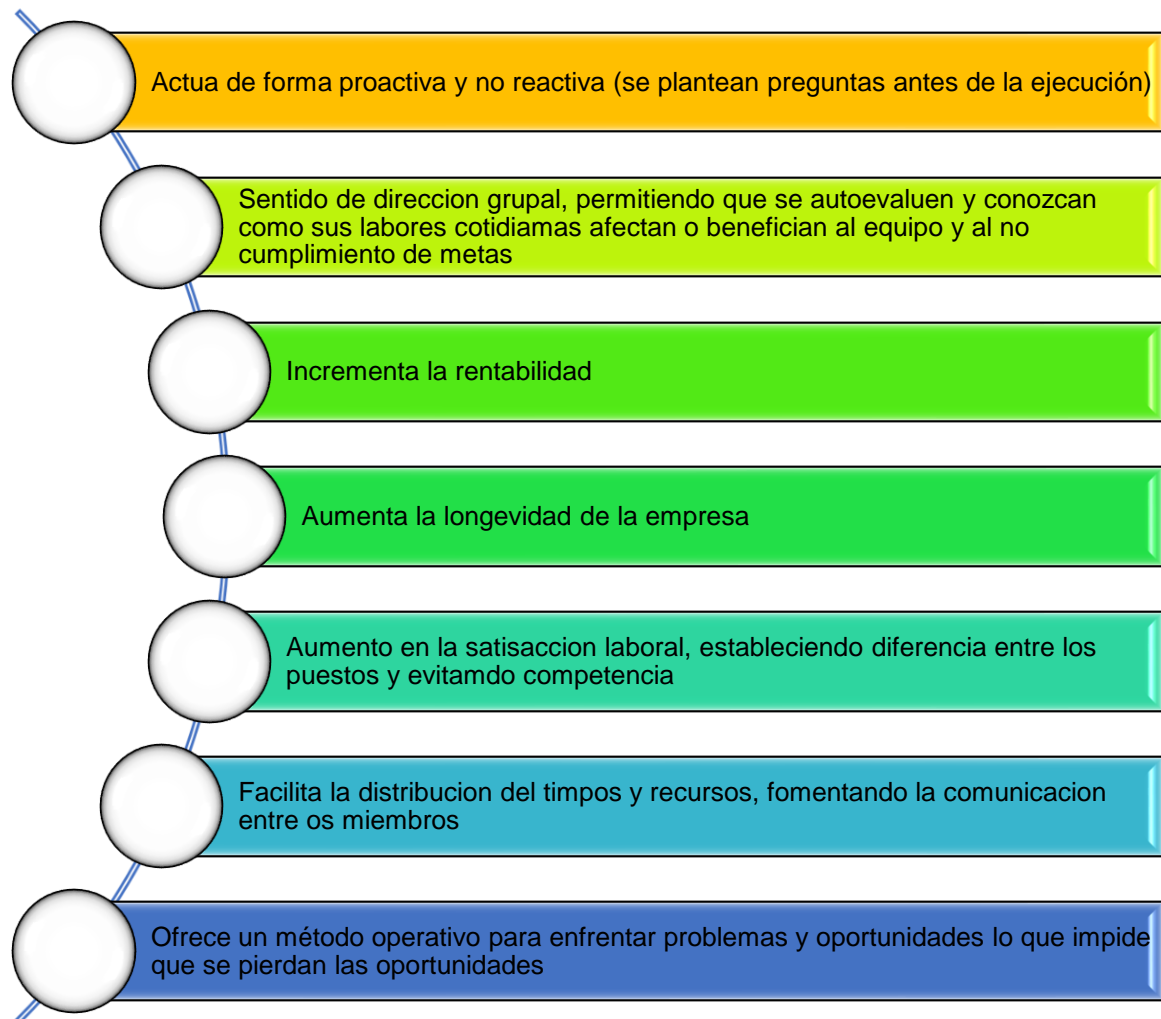 Actua de forma proactiva y no reactiva (se plantean preguntas antes de la ejecución)
Sentido de direccion grupal, permitiendo que se autoevaluen y conozcan
como sus labores cotidiamas afectan o benefician al equipo y al no
cumplimiento de metas
Incrementa la rentabilidad
Aumenta la longevidad de la empresa
Aumento en la satisaccion laboral, estableciendo diferencia entre los
puestos y evitamdo competencia
Facilita la distribucion del timpos y recursos, fomentando la comunicacion
entre os miembros
Ofrece un método operativo para enfrentar problemas y oportunidades lo que impide
que se pierdan las oportunidades